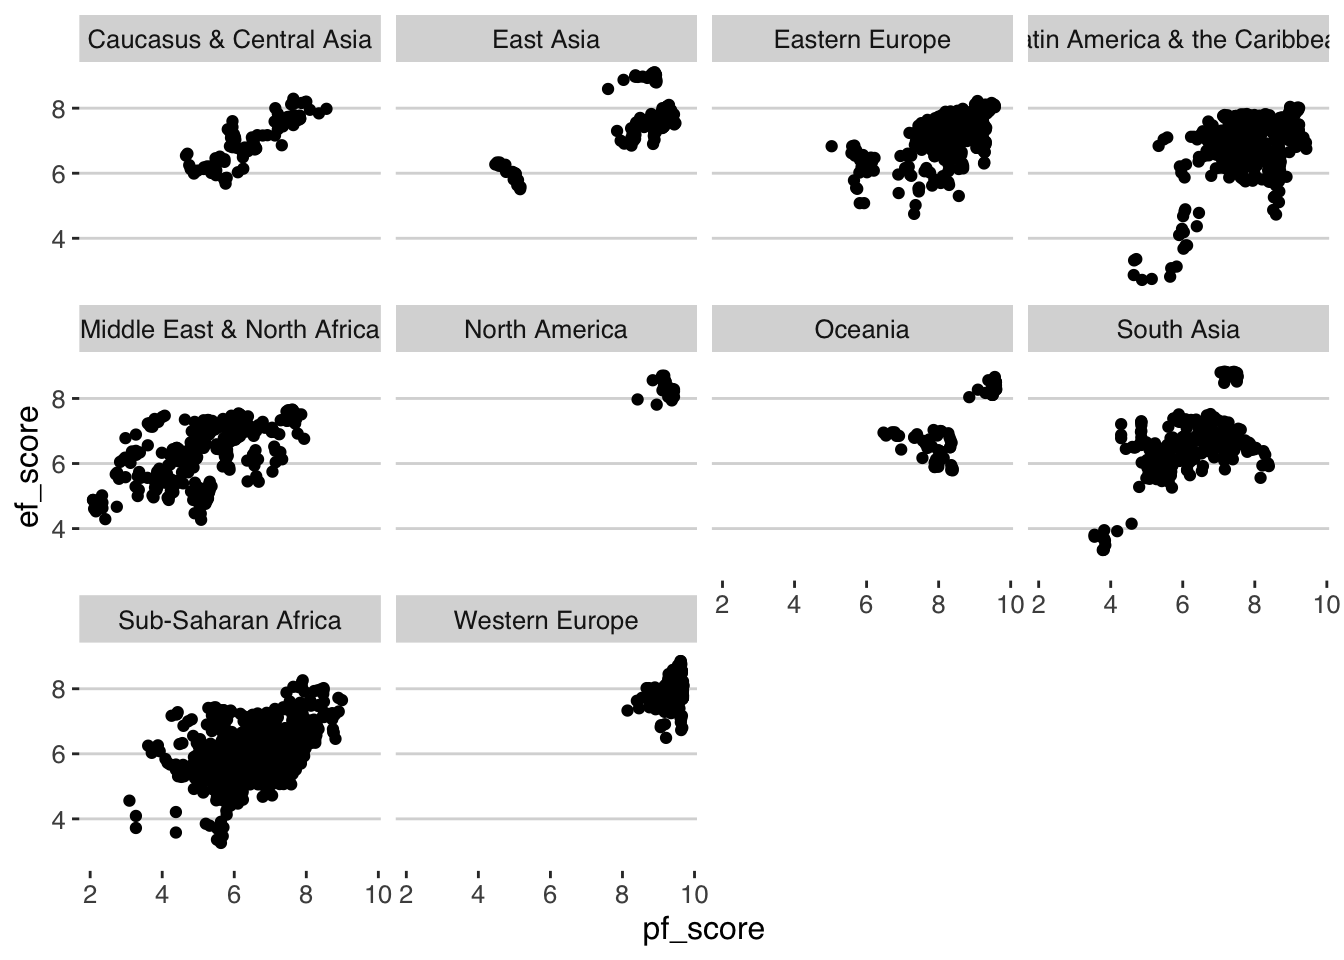 Caucasus & Central Asia
East Asia
Eastern Europe
atin America & the Caribbea
8
6
4
Middle East & North Africa
North America
Oceania
South Asia
8
6
4
ef_score
2 4 6 8 10
2 4 6 8 10
Sub-Saharan Africa
Western Europe
8
6
4
2 4 6 8 10
2 4 6 8 10
pf_score